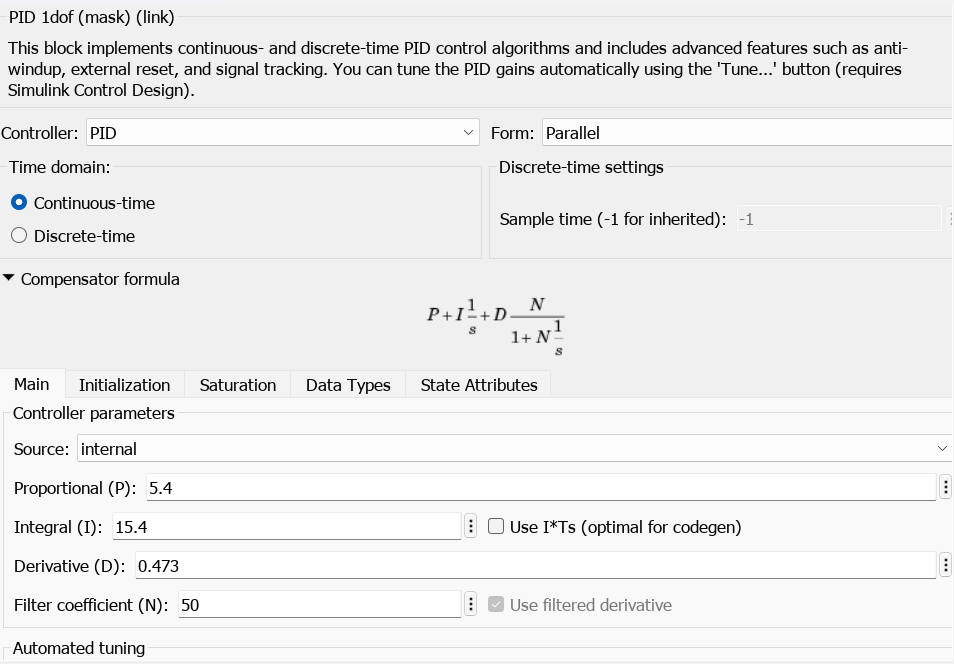 PID 1dof (mask) (link)
This block implements continuous- and discrete-time PID control algorithms and includes advanced features such as anti-
windup, external reset, and signal tracking. You can tune the PID gains automatically using the 'Tune...' button (requires
Simulink Control Design).
Controller: PID Form: Parallel
Time domain: Discrete-time settings
Continuous-time
Sample time (-1 for inherited): -1
Discrete-time
Compensator formula
P + I 1/s + D N/(1 + N 1/s)
Main Initialization Saturation Data Types State Attributes
Controller parameters
Source: internal
Proportional (P): 5.4
Integral (I): 15.4 Use I*Ts (optimal for codegen)
Derivative (D): 0.473
Filter coefficient (N): 50 Use filtered derivative
Automated tuning